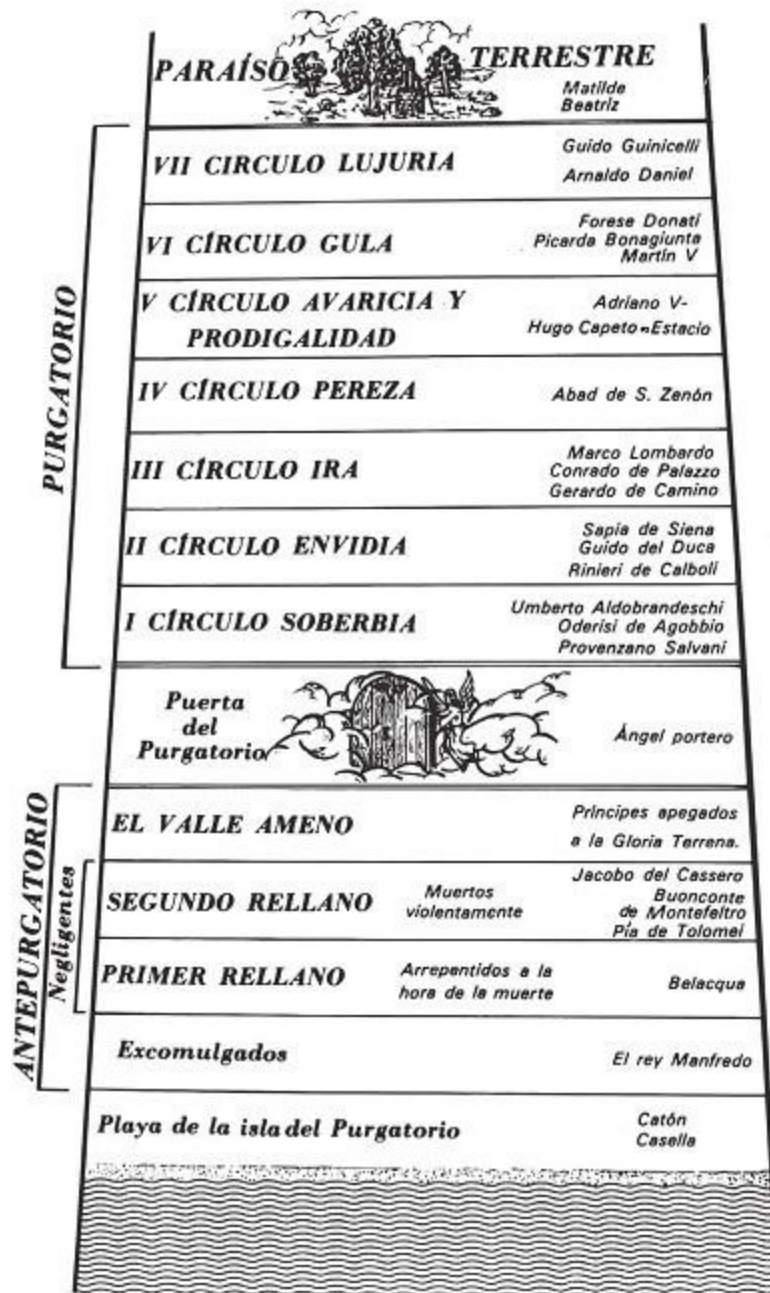 PARAÍSO TERRESTRE
Matilde
Beatriz
PURGATORIO
VII CIRCULO LUJURIA
Guido Guinicelli
Arnaldo Daniel
VI CÍRCULO GULA
Forese Donati
Picarda Bonagiunta
Martín V
V CÍRCULO AVARICIA Y
PRODIGALIDAD
Adriano V-
Hugo Capeto-Estacio
IV CÍRCULO PEREZA
Abad de S. Zenón
III CÍRCULO IRA
Marco Lombardo
Conrado de Palazzo
Gerardo de Camino
II CÍRCULO ENVIDIA
Sapia de Siena
Guido del Duca
Rinieri de Calboli
I CÍRCULO SOBERBIA
Umberto Aldobrandeschi
Oderisi de Agobbio
Provenzano Salvani
Puerta
del
Purgatorio
Ángel portero
ANTEPURGATORIO
EL VALLE AMENO
Príncipes apegados
a la Gloria Terrena.
Negligentes
SEGUNDO RELLANO
Muertos
violentamente
Jacobo del Cassero
Buonconte
de Montefeltro
Pía de Tolomei
PRIMER RELLANO
Arrepentidos a la
hora de la muerte
Belacqua
Excomulgados
El rey Manfredo
Playa de la isla del Purgatorio
Catón
Casella